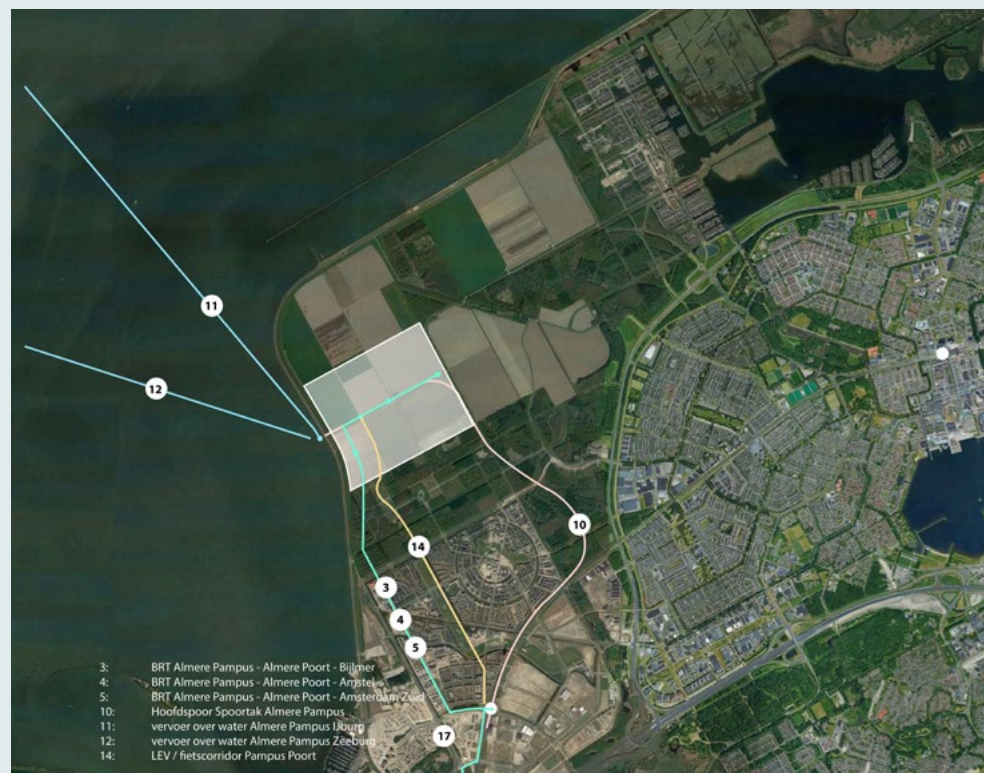 11
12
10
14
3
4
5
17
3: BRT Almere Pampus - Almere Poort - Bijlmer
4: BRT Almere Pampus - Almere Poort - Amstel
5: BRT Almere Pampus - Almere Poort - Amsterdam Zuid
10: Hoofdspoor Spoortak Almere Pampus
11: vervoer over water Almere Pampus IJburg
12: vervoer over water Almere Pampus Zeeburg
14: LEV / fietscorridor Pampus Poort